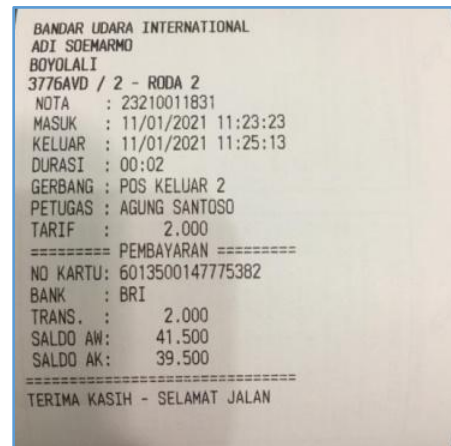 BANDAR UDARA INTERNATIONAL
ADI SOEMARMO
BOYOLALI
3776AVD / 2 - RODA 2
NOTA : 23210011831
MASUK : 11/01/2021 11:23:23
KELUAR : 11/01/2021 11:25:13
DURASI : 00:02
GERBANG : POS KELUAR 2
PETUGAS : AGUNG SANTOSO
TARIF : 2.000
========= PEMBAYARAN =========
NO KARTU: 6013500147775382
BANK : BRI
TRANS. : 2.000
SALDO AW: 41.500
SALDO AK: 39.500
===============================
TERIMA KASIH - SELAMAT JALAN